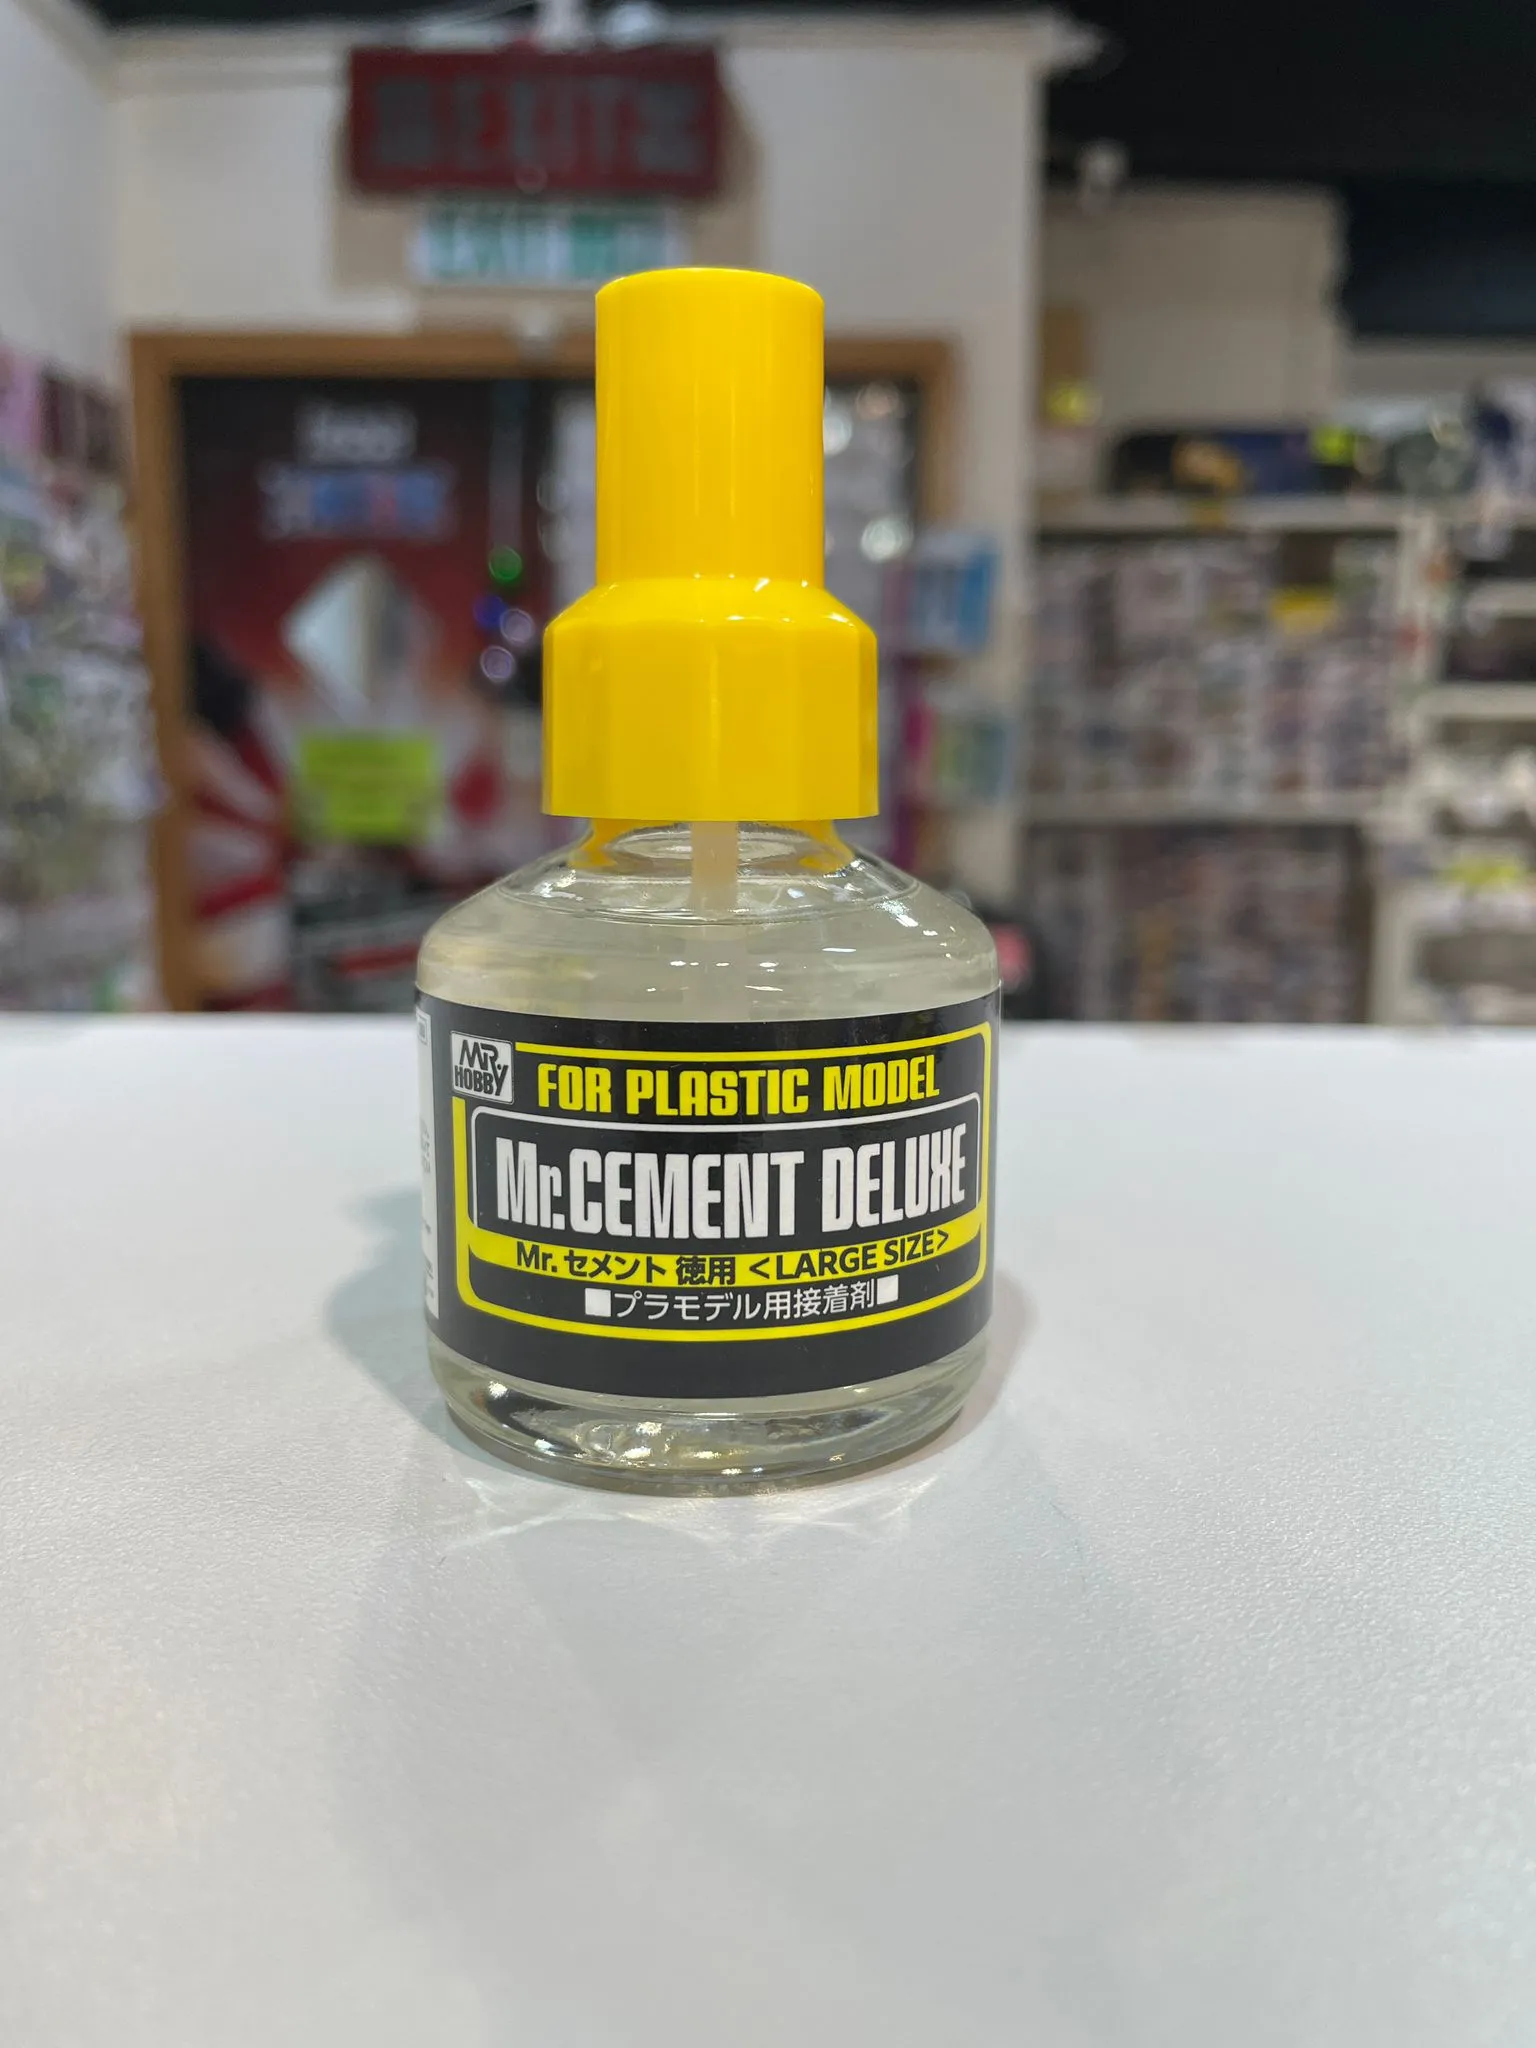 MR. HOBBY
FOR PLASTIC MODEL
Mr.CEMENT DELUXE
Mr. セメント 徳用 <LARGE SIZE>
■プラモデル用接着剤■